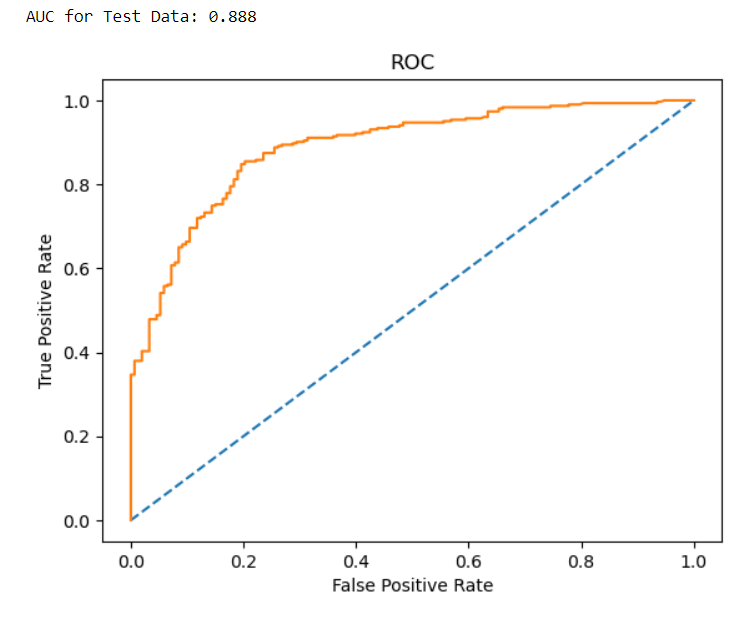 AUC for Test Data: 0.888
ROC
1.0
0.8
0.6
0.4
0.2
0.0
True Positive Rate
0.0 0.2 0.4 0.6 0.8 1.0
False Positive Rate